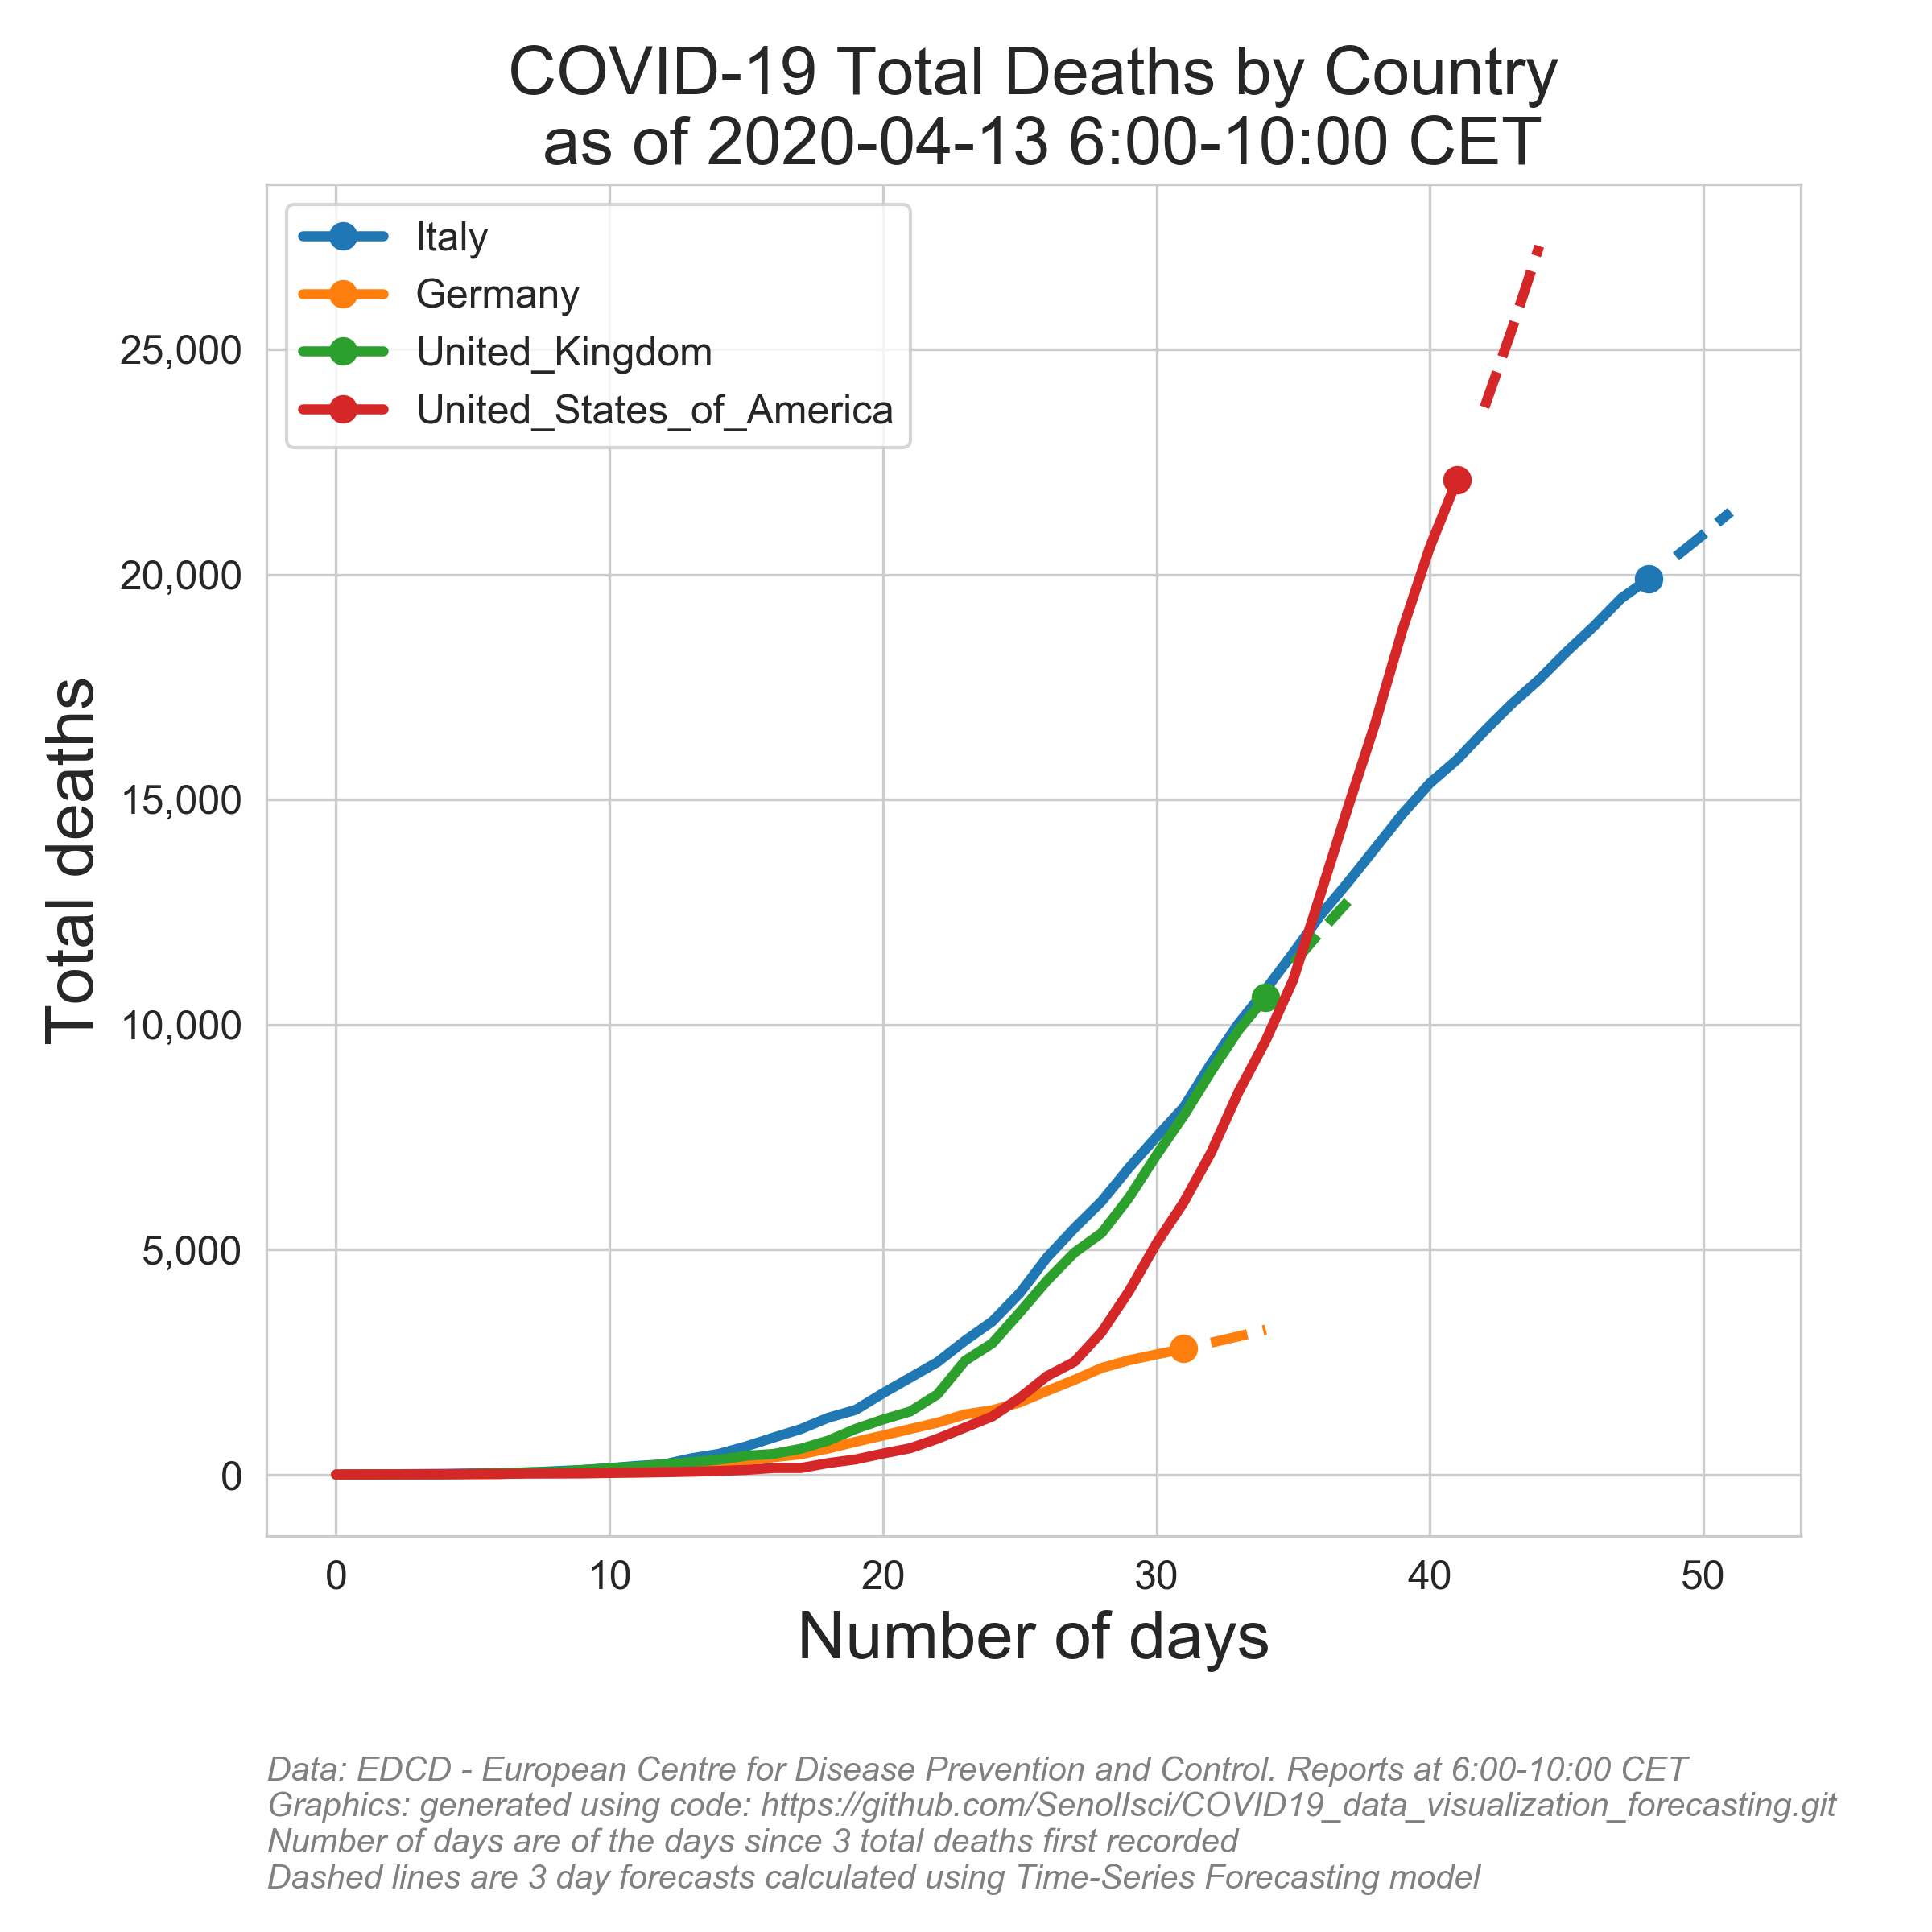 COVID-19 Total Deaths by Country
as of 2020-04-13 6:00-10:00 CET
Italy
Germany
United_Kingdom
United_States_of_America
25,000
20,000
15,000
10,000
5,000
0
Total deaths
0 10 20 30 40 50
Number of days
Data: EDCD - European Centre for Disease Prevention and Control. Reports at 6:00-10:00 CET
Graphics: generated using code: https://github.com/SenolIsci/COVID19_data_visualization_forecasting.git
Number of days are of the days since 3 total deaths first recorded
Dashed lines are 3 day forecasts calculated using Time-Series Forecasting model